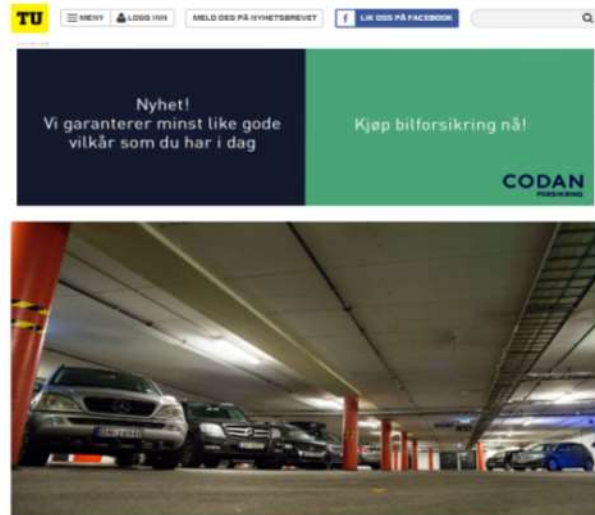 TU
MENY
LOGG INN
MELD OSS PÅ NYHETSBREVET
f
LIK OSS PÅ FACEBOOK
Nyhet!
Vi garanterer minst like gode
vilkår som du har i dag
Kjøp bilforsikring nå!
CODAN
FORSIKRING